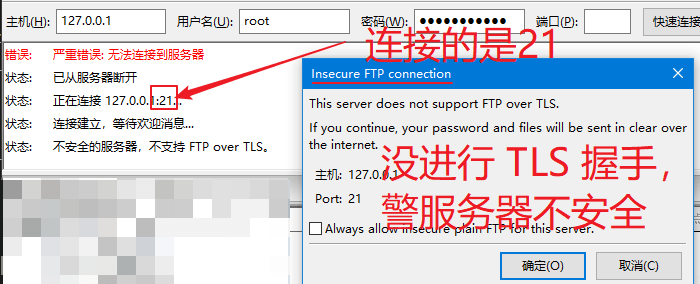 主机(H): 127.0.0.1 用户名(U): root 密码(W): ●●●●●●●●●●● 端口(P): 快速连接
错误: 严重错误: 无法连接到服务器
状态: 已从服务器断开
状态: 正在连接 127.0.0.1:21...
状态: 连接建立，等待欢迎消息...
状态: 不安全的服务器，不支持 FTP over TLS。
连接的是21
Insecure FTP connection
This server does not support FTP over TLS.
If you continue, your password and files will be sent in clear over
the internet.
主机: 127.0.0.1
Port: 21
没进行 TLS 握手，
警服务器不安全
Always allow insecure plain FTP for this server.
确定(O) 取消(C)